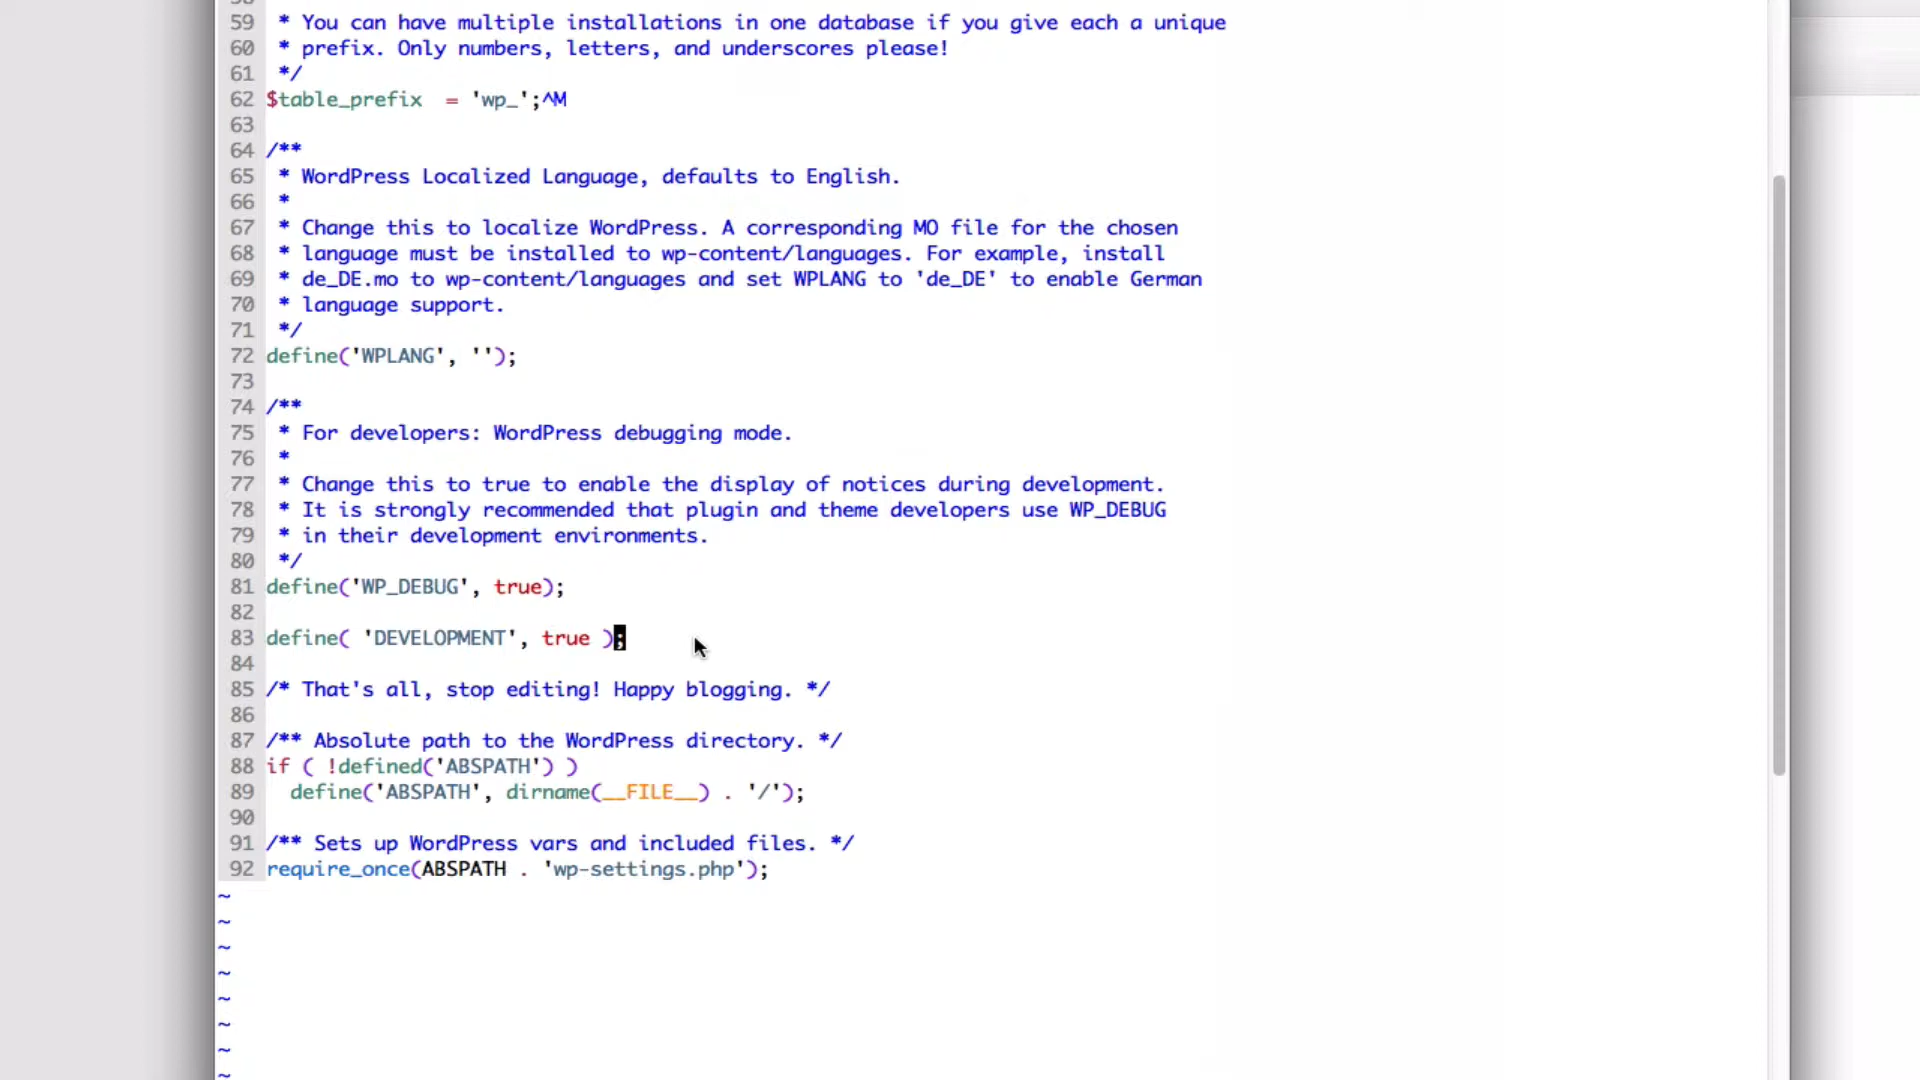 59  * You can have multiple installations in one database if you give each a unique
60  * prefix. Only numbers, letters, and underscores please!
61  */
62 $table_prefix  = 'wp_';^M
63
64 /**
65  * WordPress Localized Language, defaults to English.
66  *
67  * Change this to localize WordPress. A corresponding MO file for the chosen
68  * language must be installed to wp-content/languages. For example, install
69  * de_DE.mo to wp-content/languages and set WPLANG to 'de_DE' to enable German
70  * language support.
71  */
72 define('WPLANG', '');
73
74 /**
75  * For developers: WordPress debugging mode.
76  *
77  * Change this to true to enable the display of notices during development.
78  * It is strongly recommended that plugin and theme developers use WP_DEBUG
79  * in their development environments.
80  */
81 define('WP_DEBUG', true);
82
83 define( 'DEVELOPMENT', true );
84
85 /* That's all, stop editing! Happy blogging. */
86
87 /** Absolute path to the WordPress directory. */
88 if ( !defined('ABSPATH') )
89   define('ABSPATH', dirname(__FILE__) . '/');
90
91 /** Sets up WordPress vars and included files. */
92 require_once(ABSPATH . 'wp-settings.php');
~
~
~
~
~
~
~
~